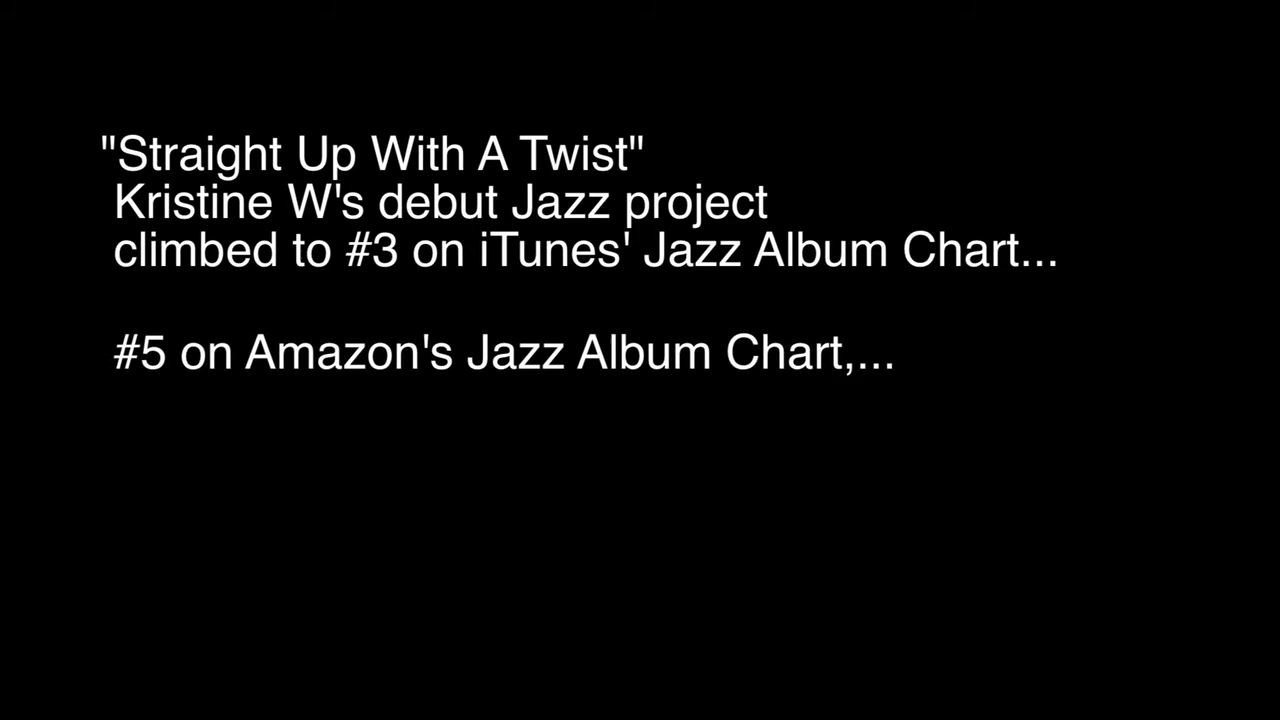 "Straight Up With A Twist"
Kristine W's debut Jazz project
climbed to #3 on iTunes' Jazz Album Chart...
#5 on Amazon's Jazz Album Chart,...